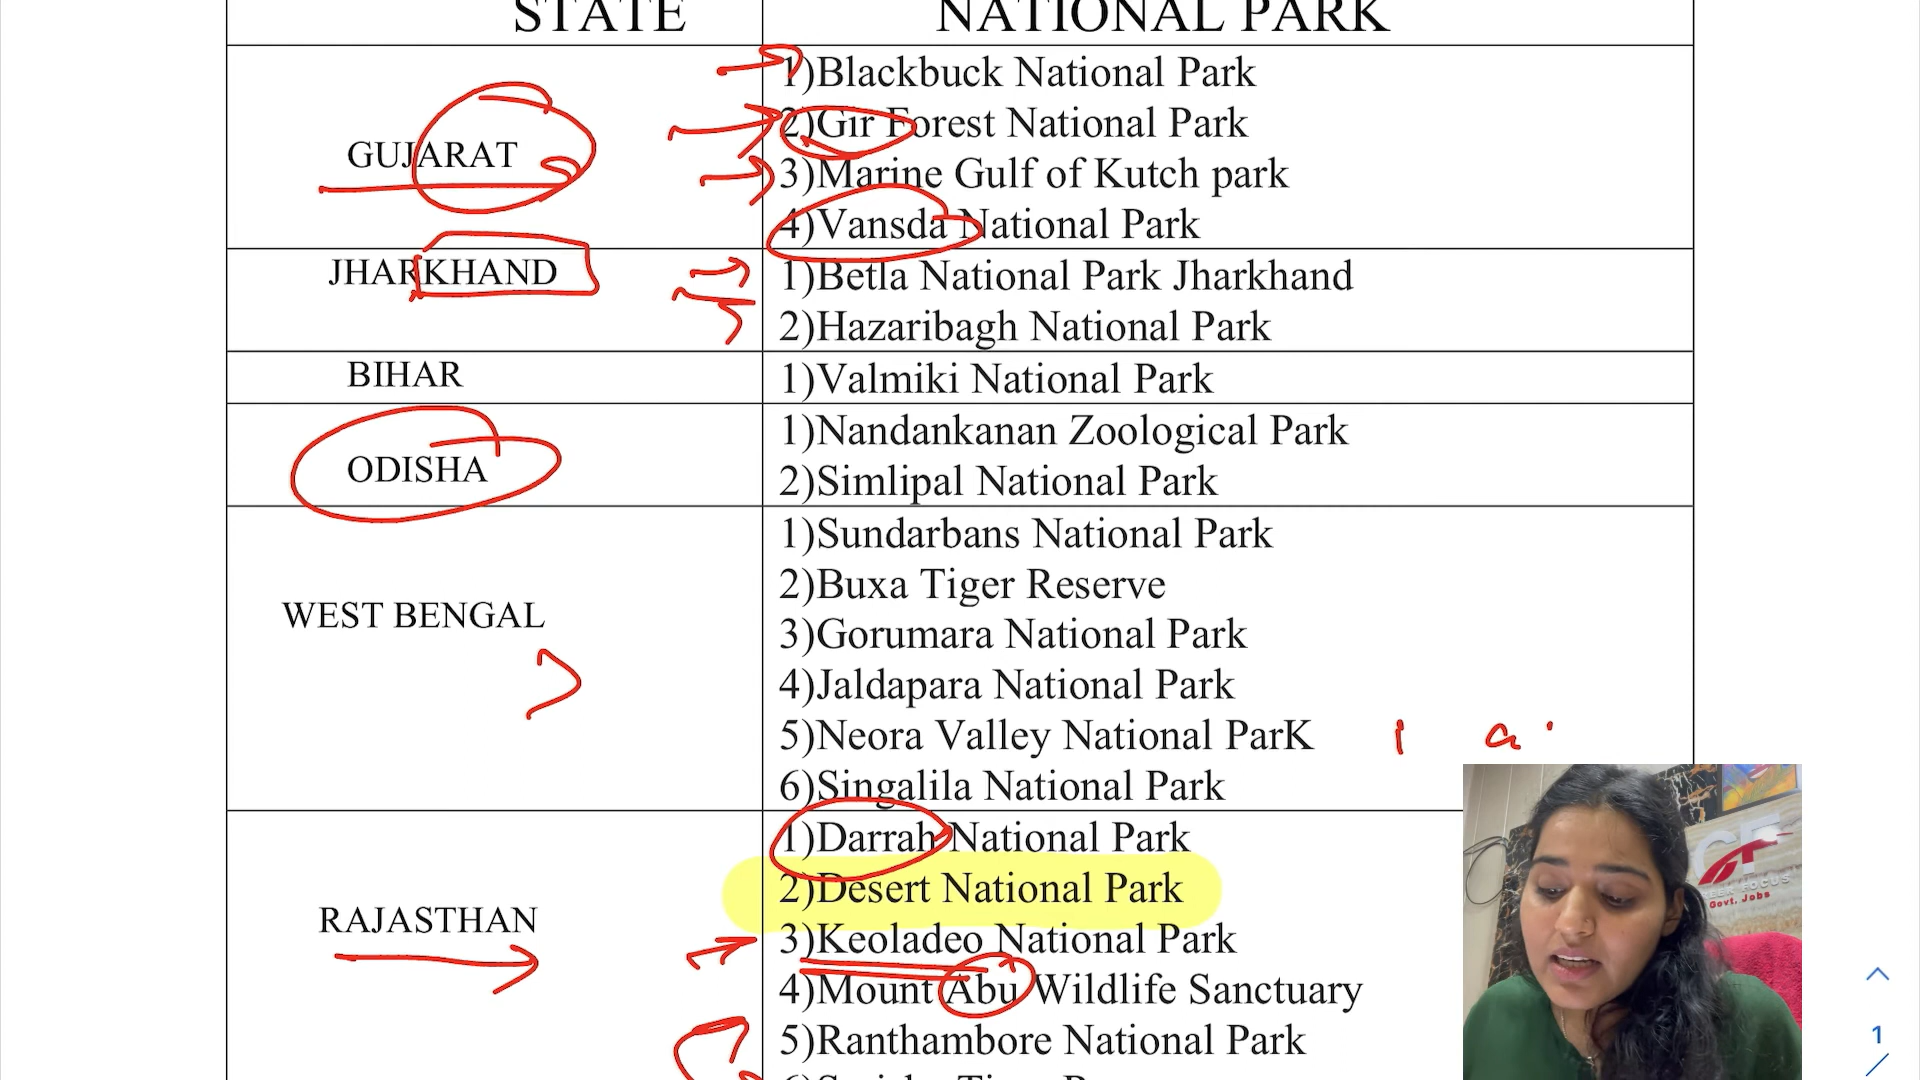 STATE NATIONAL PARK
1)Blackbuck National Park
2)Gir Forest National Park
GUJARAT
3)Marine Gulf of Kutch park
4)Vansda National Park
JHARKHAND
1)Betla National Park Jharkhand
2)Hazaribagh National Park
BIHAR
1)Valmiki National Park
1)Nandankanan Zoological Park
ODISHA
2)Simlipal National Park
1)Sundarbans National Park
2)Buxa Tiger Reserve
WEST BENGAL
3)Gorumara National Park
4)Jaldapara National Park
5)Neora Valley National ParK
6)Singalila National Park
1)Darrah National Park
2)Desert National Park
RAJASTHAN
3)Keoladeo National Park
4)Mount Abu Wildlife Sanctuary
5)Ranthambore National Park
Govt. Jobs
1